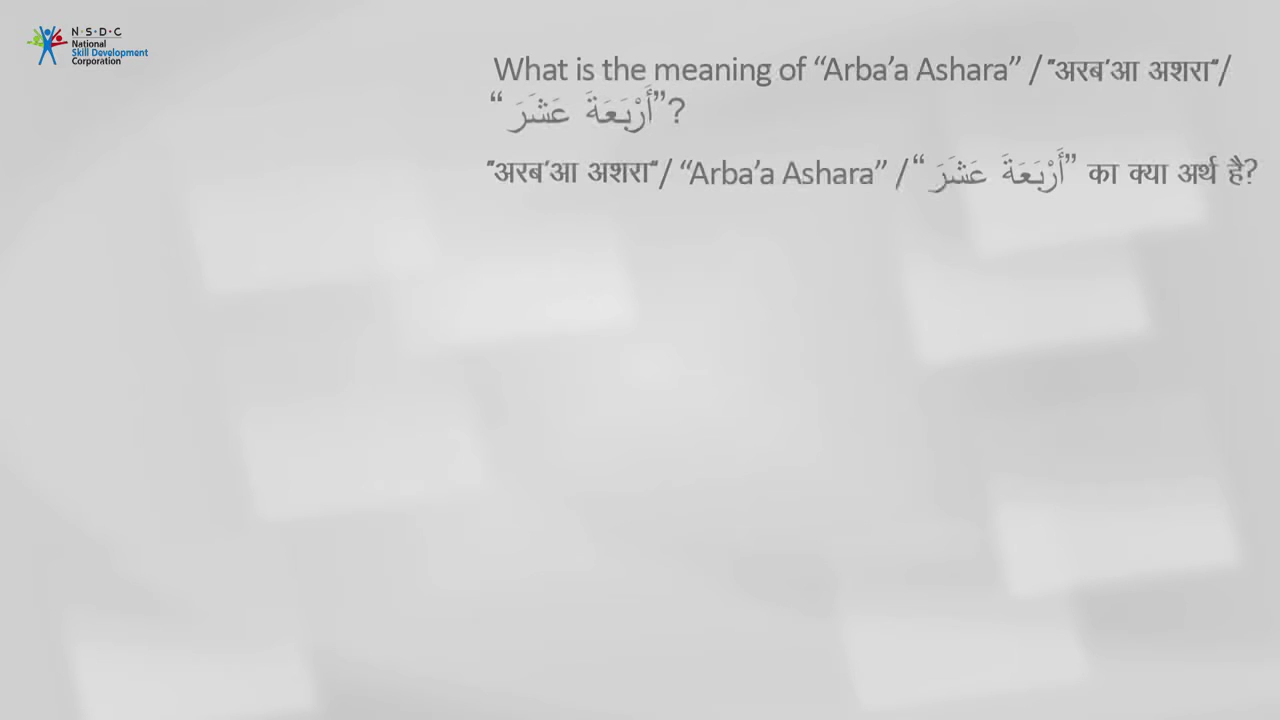 N·S·D·C
National
Skill Development
Corporation
What is the meaning of “Arba’a Ashara” / "अरब'आ अशरा"/
“ أَرْبَعَةَ عَشَرَ”?
"अरब'आ अशरा"/ “Arba’a Ashara” / “ أَرْبَعَةَ عَشَرَ” का क्या अर्थ है?